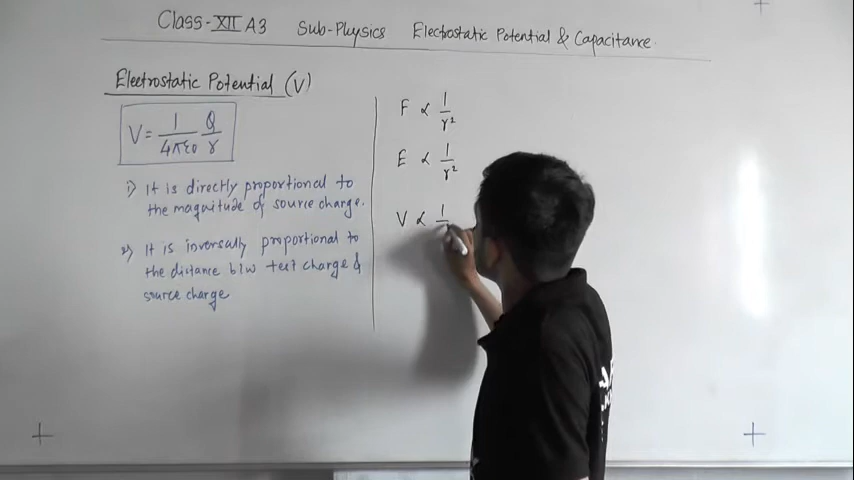 Class-XII A3 Sub-Physics Electrostatic Potential & Capacitance.
Electrostatic Potential (V)
V = 1/4πε0 Q/r
i) It is directly proportional to
the magnitude of source charge.
2) It is inversally proportional to
the distance b/w test charge &
source charge
F ∝ 1/r²
E ∝ 1/r²
V ∝ 1